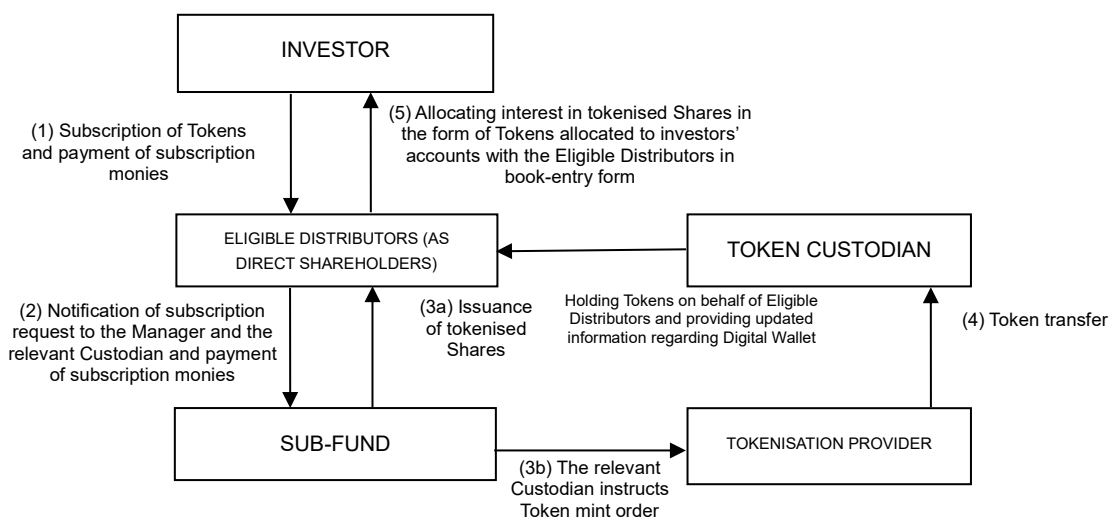 INVESTOR
(1) Subscription of Tokens
and payment of subscription
monies
(5) Allocating interest in tokenised Shares in
the form of Tokens allocated to investors’
accounts with the Eligible Distributors in
book-entry form
ELIGIBLE DISTRIBUTORS (AS
DIRECT SHAREHOLDERS)
TOKEN CUSTODIAN
(2) Notification of subscription
request to the Manager and the
relevant Custodian and payment
of subscription monies
(3a) Issuance
of tokenised
Shares
Holding Tokens on behalf of Eligible
Distributors and providing updated
information regarding Digital Wallet
(4) Token transfer
SUB-FUND
(3b) The relevant
Custodian instructs
Token mint order
TOKENISATION PROVIDER